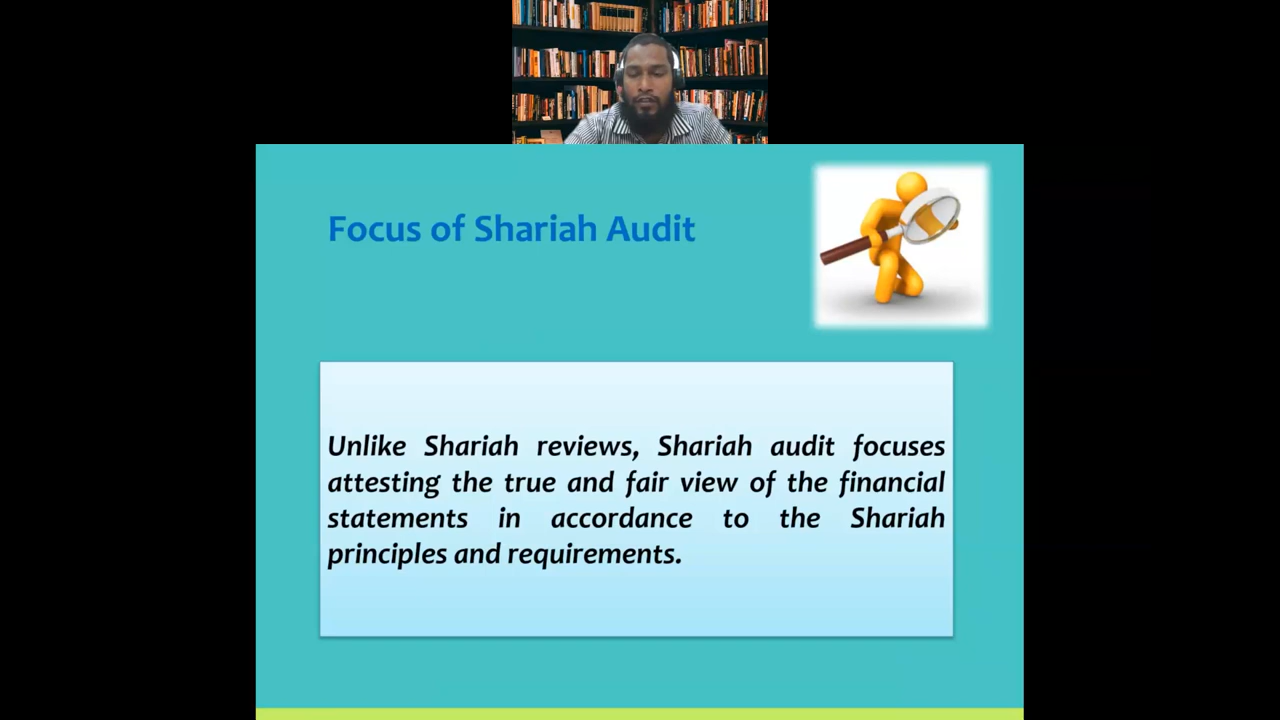 Focus of Shariah Audit
Unlike Shariah reviews, Shariah audit focuses
attesting the true and fair view of the financial
statements in accordance to the Shariah
principles and requirements.